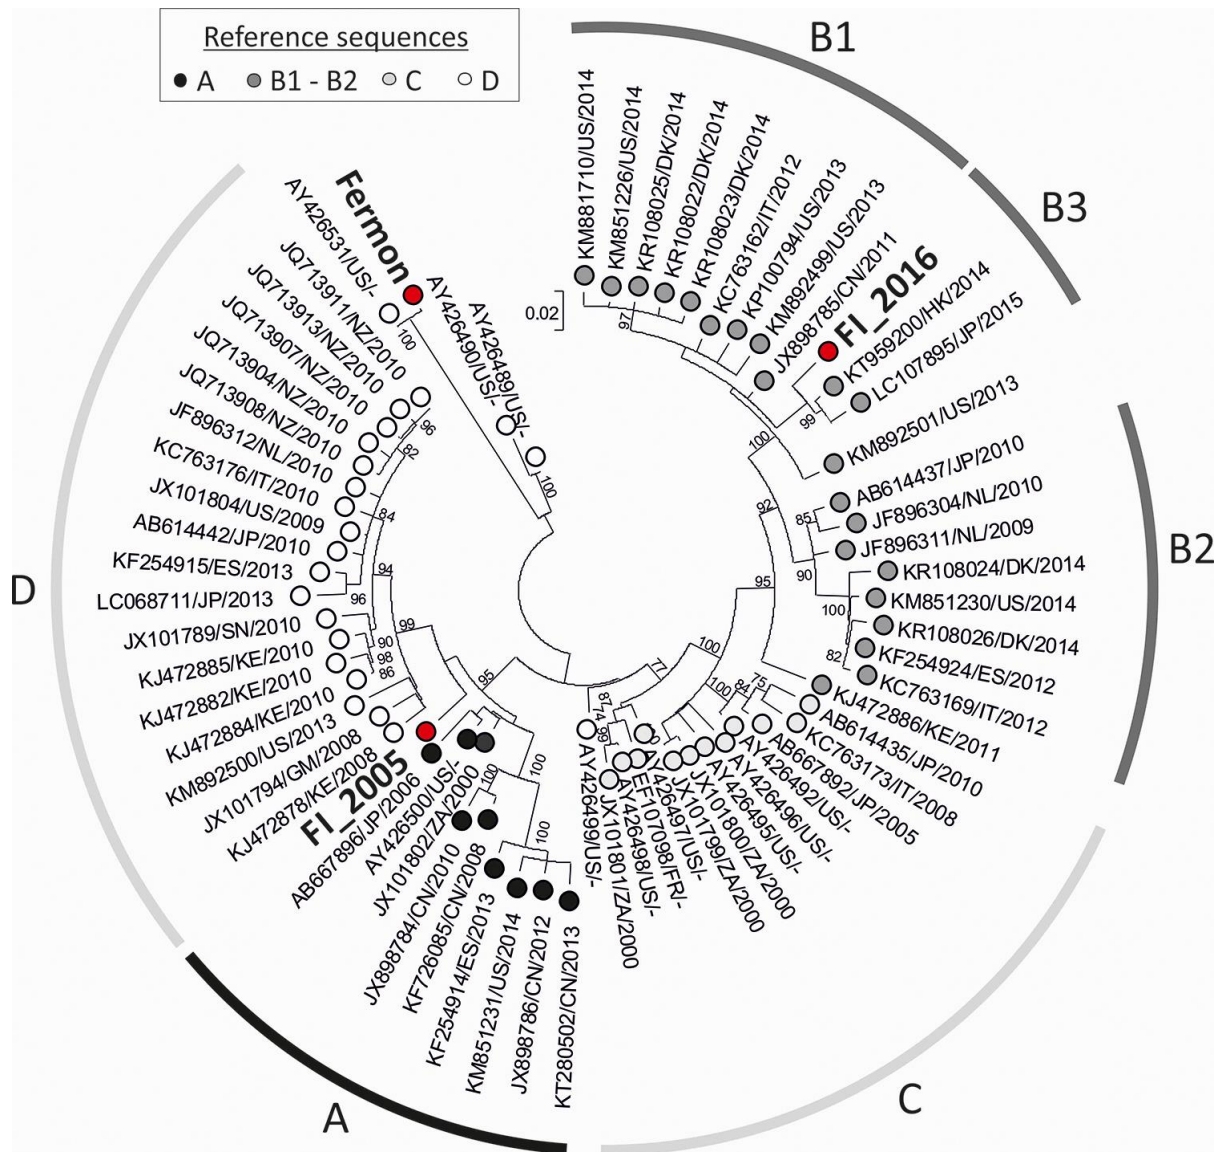 Reference sequences
A B1 - B2 C D
B1
B3
B2
C
A
D
0.02
KM881710/US/2014
KM851226/US/2014
KR108025/DK/2014
KR108022/DK/2014
KR108023/DK/2014
KC763162/IT/2012
KP100794/US/2013
KM892499/US/2013
JX898785/CN/2011
FI_2016
KT959200/HK/2014
LC107895/JP/2015
KM892501/US/2013
AB614437/JP/2010
JF896304/NL/2010
JF896311/NL/2009
KR108024/DK/2014
KM851230/US/2014
KR108026/DK/2014
KF254924/ES/2012
KC763169/IT/2012
KJ472886/KE/2011
AB614435/JP/2010
KC763173/IT/2008
AB667892/JP/2005
AY426492/US/-
AY426496/US/-
AY426495/US/-
JX101800/ZA/2000
JX101799/ZA/2000
AY426497/US/-
EF107098/FR/-
AY426498/US/-
JX101801/ZA/2000
AY426499/US/-
KT280502/CN/2013
JX898786/CN/2012
KM851231/US/2014
KF254914/ES/2013
KF726085/CN/2008
JX898784/CN/2010
JX101802/ZA/2000
AY426500/US/-
AB667896/JP/2006
FI_2005
KJ472878/KE/2008
JX101794/GM/2008
KM892500/US/2013
KJ472884/KE/2010
KJ472882/KE/2010
KJ472885/KE/2010
JX101789/SN/2010
LC068711/JP/2013
KF254915/ES/2013
AB614442/JP/2010
JX101804/US/2009
KC763176/IT/2010
JF896312/NL/2010
JQ713908/NZ/2010
JQ713904/NZ/2010
JQ713907/NZ/2010
JQ713913/NZ/2010
JQ713911/NZ/2010
AY426531/US/-
Fermon
AY426490/US/-
AY426489/US/-
97
99
100
92
85
90
100
82
95
100
75
84
100
77
87
74
99
100
100
100
95
99
94
96
90
98
86
84
82
96
100
100